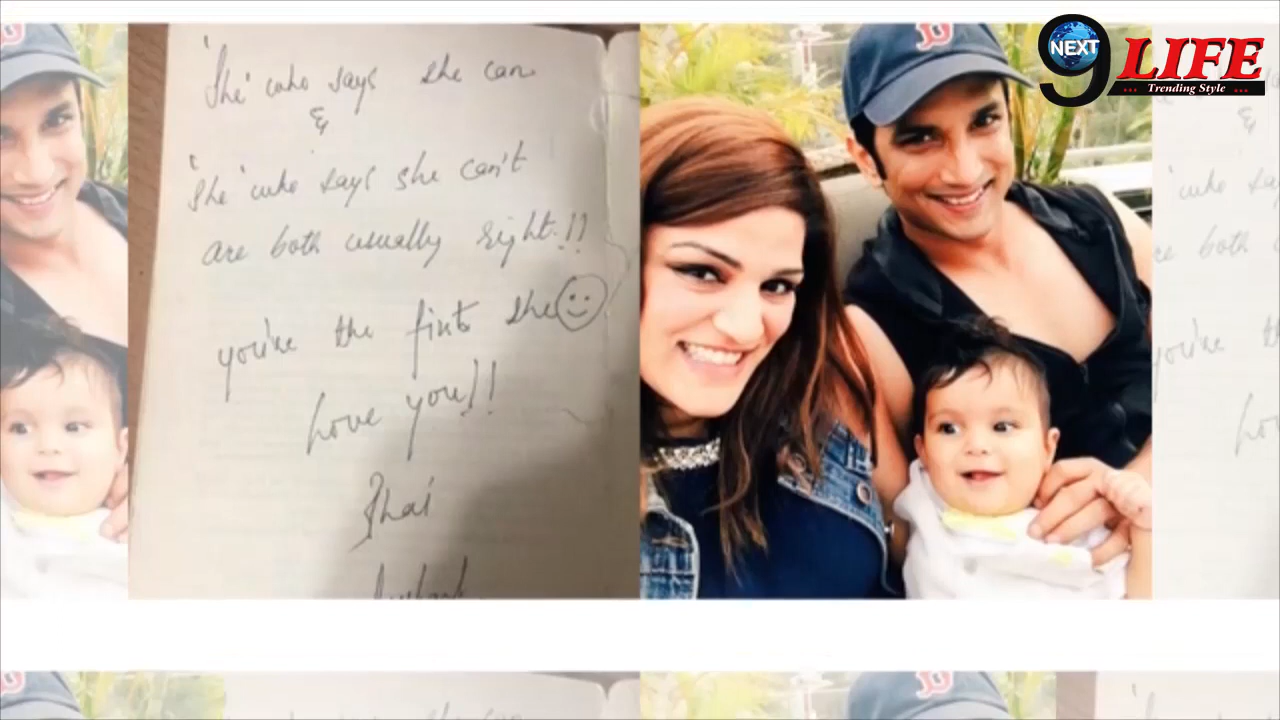 'She' who says she can
&
'She' who says she can't
are both usually right!!
you're the first she
Love you!!
Bhai
NEXT
9 LIFE
... Trending Style ...